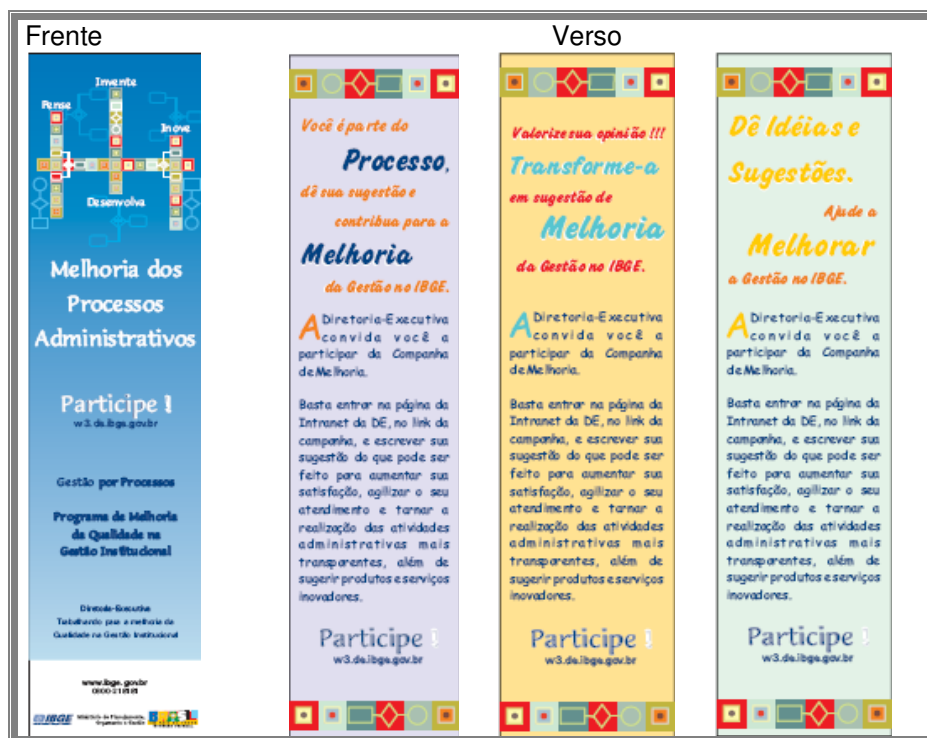 Frente
Verso
Invente
Pense
Inove
Desenvolva
Melhoria dos
Processos
Administrativos
Participe !
w3.de.ibge.gov.br
Gestão por Processos
Programa de Melhoria
da Qualidade na
Gestão Institucional
Diretoria-Executiva
Trabalhando para a melhoria da
Qualidade na Gestão Institucional
www.ibge.gov.br
0800-218181
IBGE
Ministério do Planejamento,
Orçamento e Gestão
Você é parte do
Processo,
dê sua sugestão e
contribua para a
Melhoria
da Gestão no IBGE.
A Diretoria-Executiva
convida você a
participar da Companha
de Melhoria.
Basta entrar na página da
Intranet da DE, no link da
campanha, e escrever sua
sugestão do que pode ser
feito para aumentar sua
satisfação, agilizar o seu
atendimento e tornar a
realização das atividades
administrativas mais
transparentes, além de
sugerir produtos e serviços
inovadores.
Participe !
w3.de.ibge.gov.br
Valorize sua opinião !!!
Transforme-a
em sugestão de
Melhoria
da Gestão no IBGE.
A Diretoria-Executiva
convida você a
participar da Companha
de Melhoria.
Basta entrar na página da
Intranet da DE, no link da
campanha, e escrever sua
sugestão do que pode ser
feito para aumentar sua
satisfação, agilizar o seu
atendimento e tornar a
realização das atividades
administrativas mais
transparentes, além de
sugerir produtos e serviços
inovadores.
Participe !
w3.de.ibge.gov.br
Dê Idéias e
Sugestões.
Ajude a
Melhorar
a Gestão no IBGE.
A Diretoria-Executiva
convida você a
participar da Companha
de Melhoria.
Basta entrar na página da
Intranet da DE, no link da
campanha, e escrever sua
sugestão do que pode ser
feito para aumentar sua
satisfação, agilizar o seu
atendimento e tornar a
realização das atividades
administrativas mais
transparentes, além de
sugerir produtos e serviços
inovadores.
Participe !
w3.de.ibge.gov.br